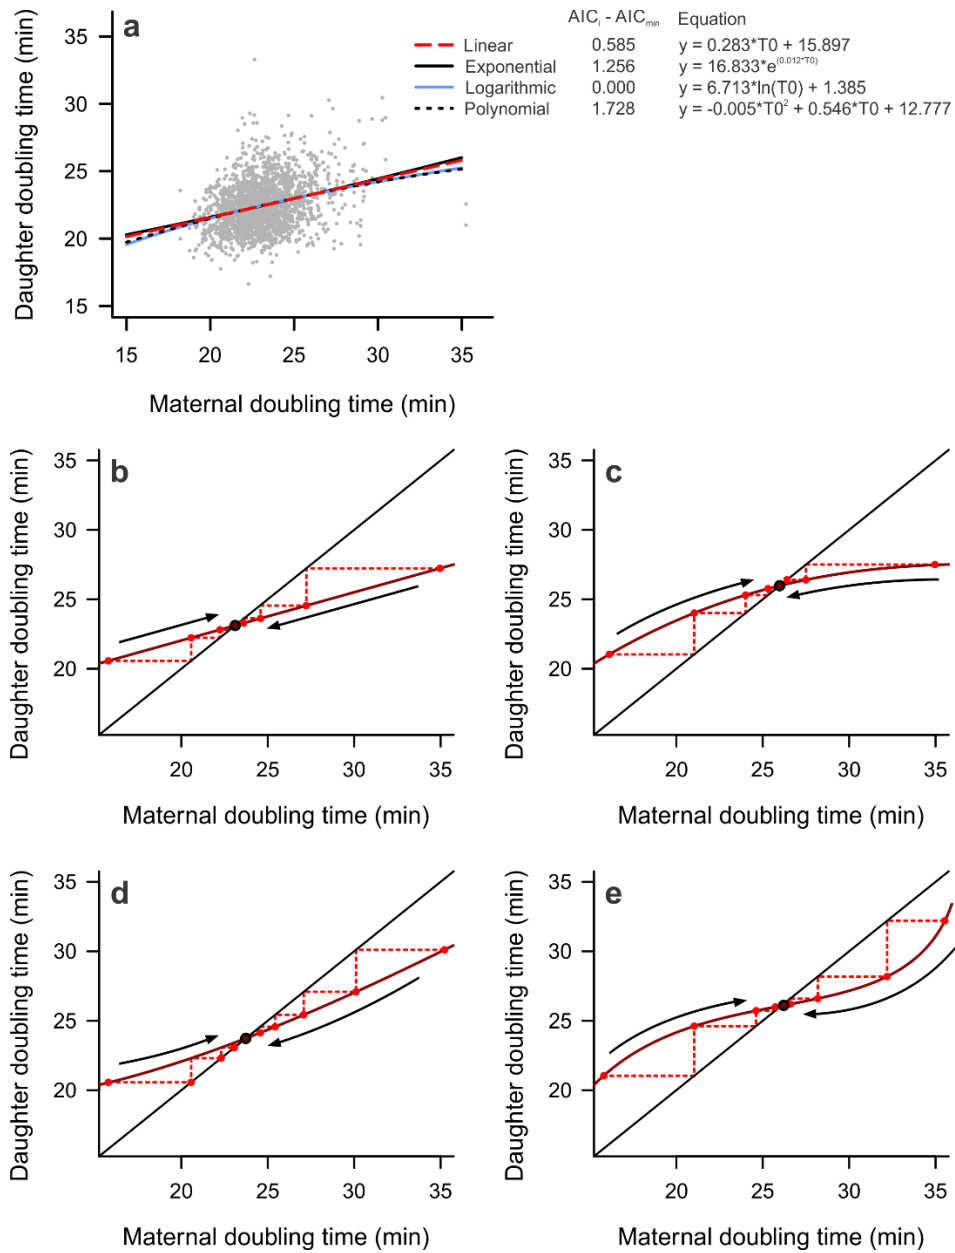 a
AICi - AICmin Equation
Linear 0.585 y = 0.283*T0 + 15.897
Exponential 1.256 y = 16.833*e(0.012*T0)
Logarithmic 0.000 y = 6.713*ln(T0) + 1.385
Polynomial 1.728 y = -0.005*T0² + 0.546*T0 + 12.777
Daughter doubling time (min)
35
30
25
20
15
15 20 25 30 35
Maternal doubling time (min)
b
Daughter doubling time (min)
35
30
25
20
20 25 30 35
Maternal doubling time (min)
c
Daughter doubling time (min)
35
30
25
20
20 25 30 35
Maternal doubling time (min)
d
Daughter doubling time (min)
35
30
25
20
20 25 30 35
Maternal doubling time (min)
e
Daughter doubling time (min)
35
30
25
20
20 25 30 35
Maternal doubling time (min)